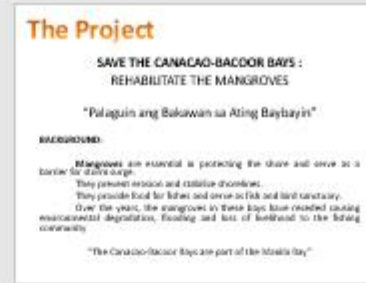 The Project
SAVE THE CANACAO-BACOOR BAYS :
REHABILITATE THE MANGROVES
"Palaguin ang Bakawan sa Ating Baybayin"
BACKGROUND:
Mangroves are essential in protecting the shore and serve as a
barrier for storm surge.
They prevent erosion and stabilize shorelines.
They provide food for fishes and serve as fish and bird sanctuary.
Over the years, the mangroves in these bays have receded causing
environmental degradation, flooding and loss of livelihood to the fishing
community
"The Canacao-Bacoor Bays are part of the Manila Bay"